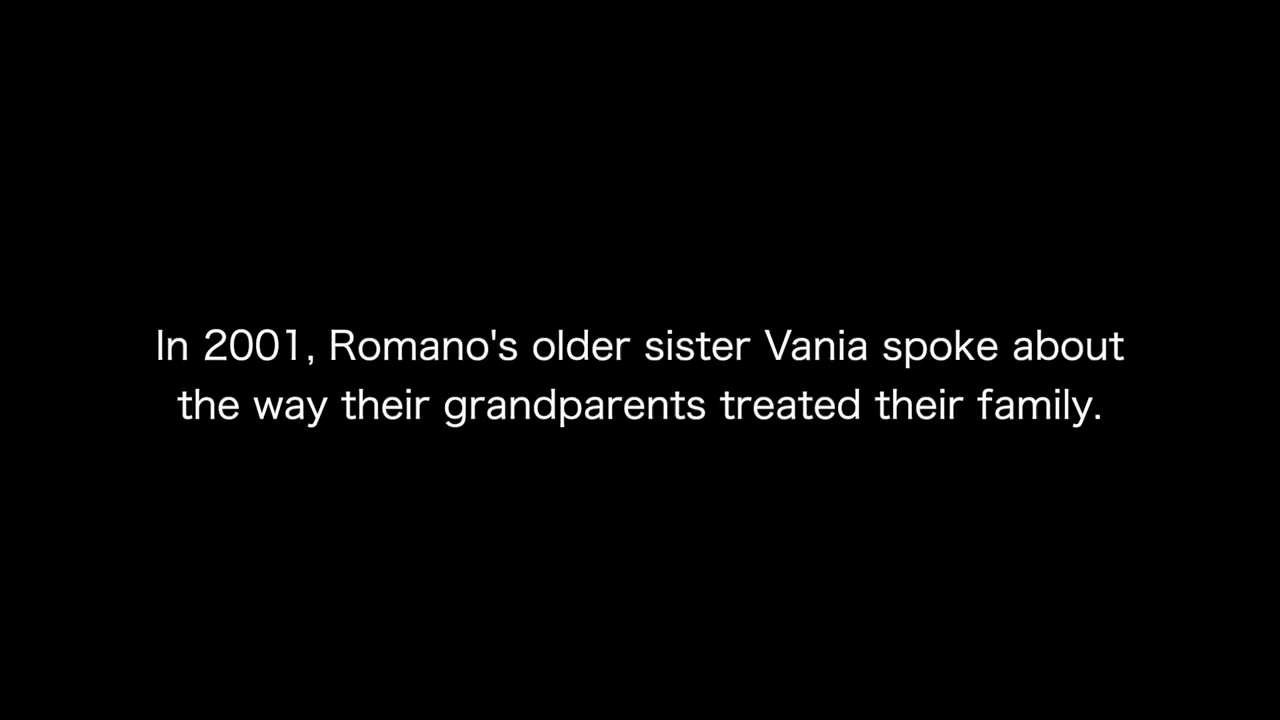 In 2001, Romano's older sister Vania spoke about
the way their grandparents treated their family.